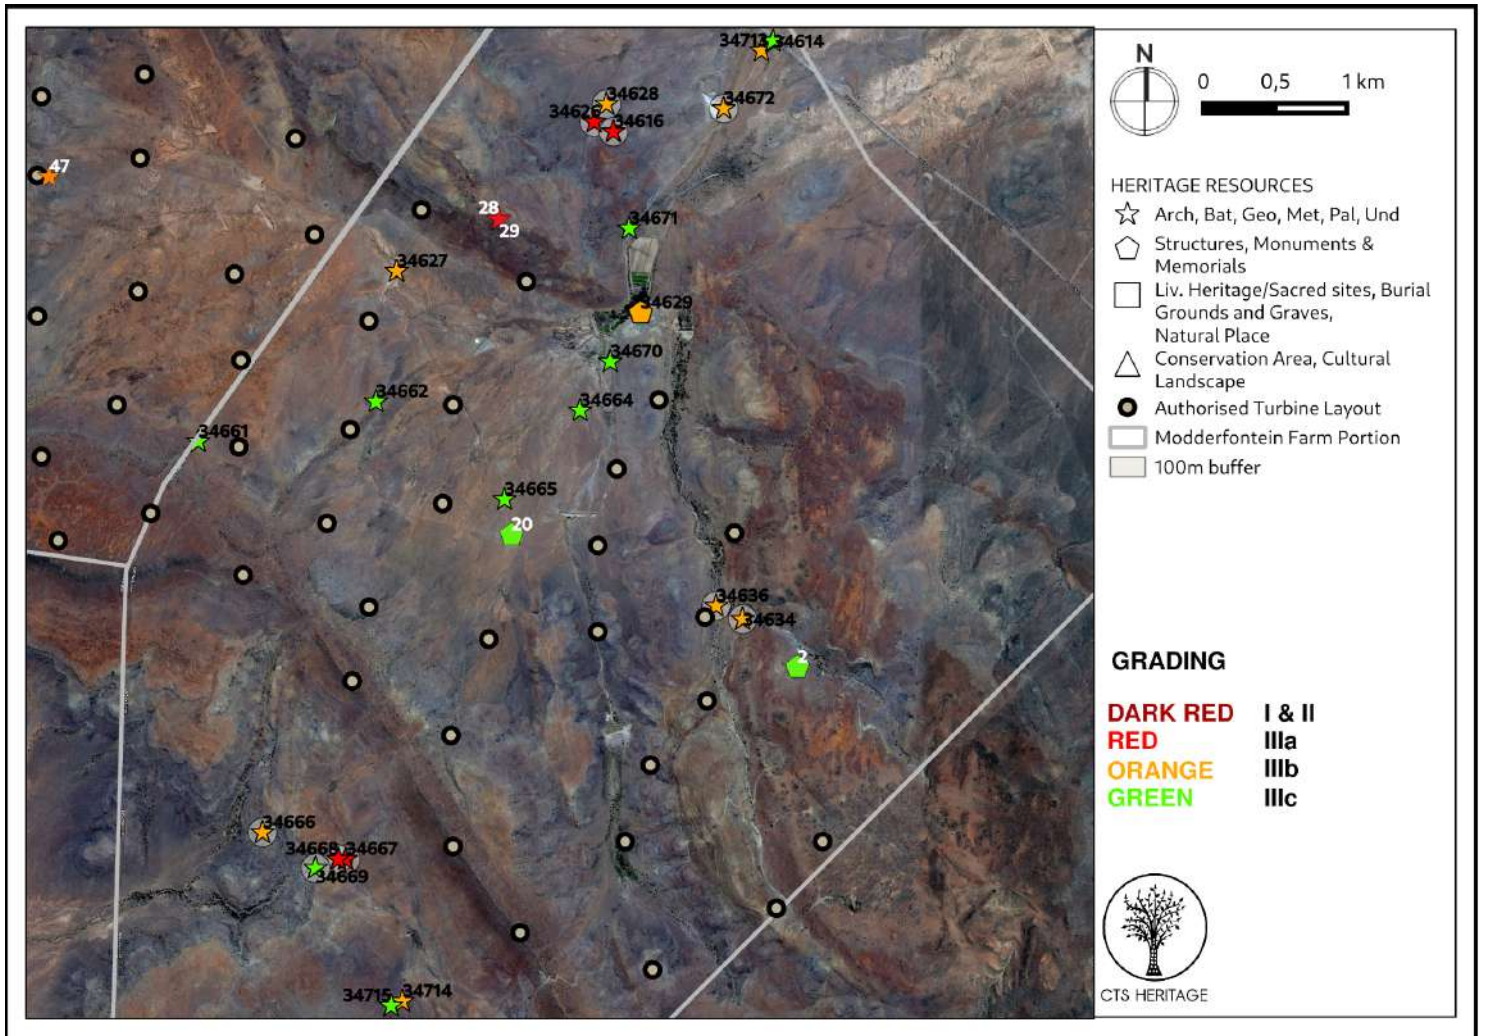 34713
34614
34628
34672
34626
34616
47
28
34671
29
34627
34629
34670
34662
34664
34661
34665
20
34636
34634
2
34666
34668
34667
34669
34715
34714
N
0 0,5 1 km
HERITAGE RESOURCES
Arch, Bat, Geo, Met, Pal, Und
Structures, Monuments &
Memorials
Liv. Heritage/Sacred sites, Burial
Grounds and Graves,
Natural Place
Conservation Area, Cultural
Landscape
Authorised Turbine Layout
Modderfontein Farm Portion
100m buffer
GRADING
DARK RED I & II
RED IIIa
ORANGE IIIb
GREEN IIIc
CTS HERITAGE